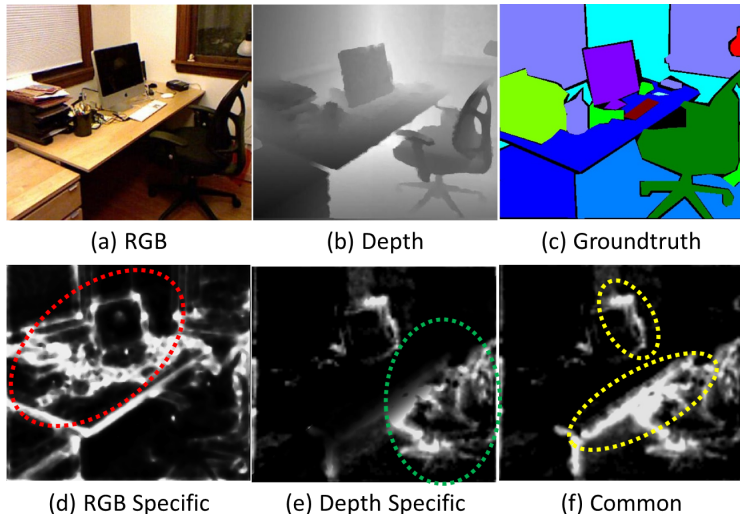 (a) RGB
(b) Depth
(c) Groundtruth
(d) RGB Specific
(e) Depth Specific
(f) Common